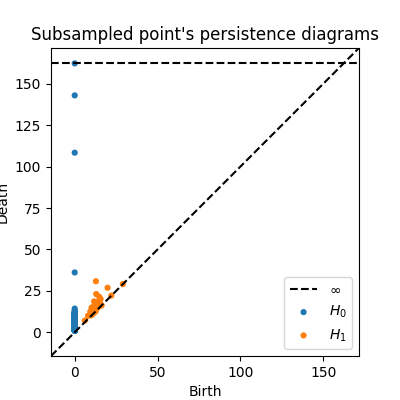 Subsampled point's persistence diagrams
Death
150
125
100
75
50
25
0
0 50 100 150
Birth
∞
H₀
H₁